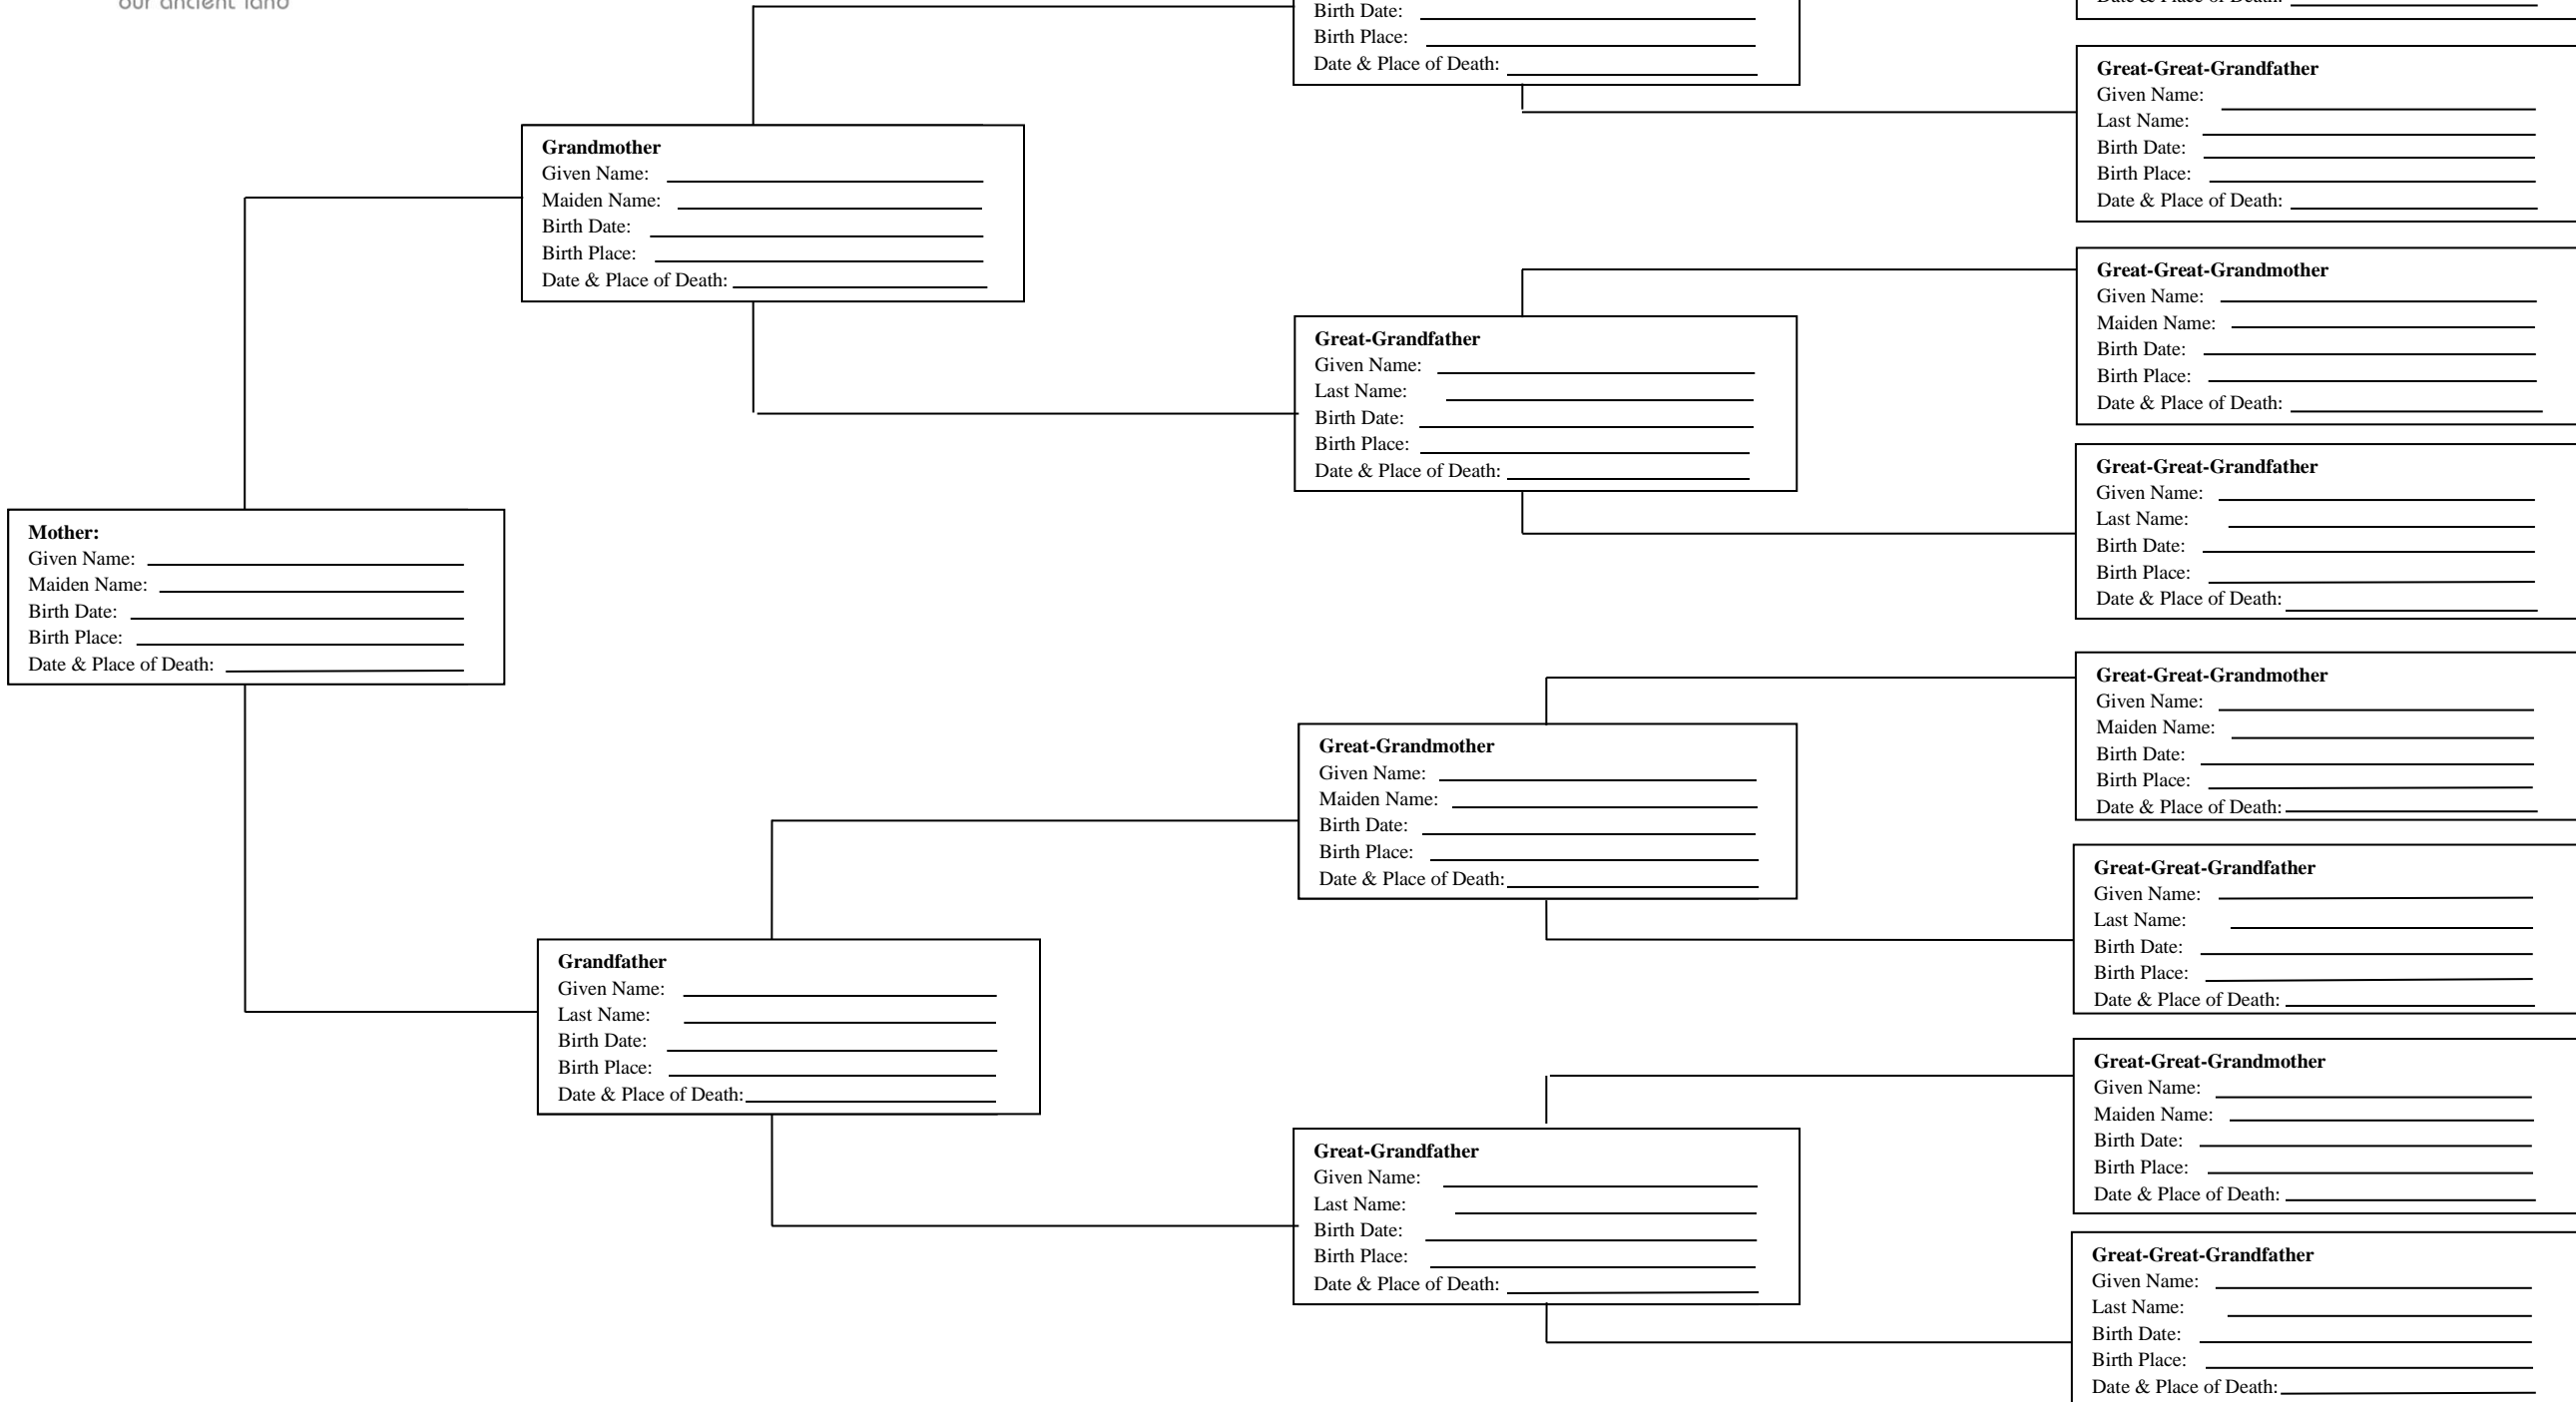 our ancient land
Birth Date:
Birth Place:
Date & Place of Death:
Date & Place of Death:
Great-Great-Grandfather
Given Name:
Last Name:
Birth Date:
Birth Place:
Date & Place of Death:
Grandmother
Given Name:
Maiden Name:
Birth Date:
Birth Place:
Date & Place of Death:
Great-Great-Grandmother
Given Name:
Maiden Name:
Birth Date:
Birth Place:
Date & Place of Death:
Great-Grandfather
Given Name:
Last Name:
Birth Date:
Birth Place:
Date & Place of Death:
Great-Great-Grandfather
Given Name:
Last Name:
Birth Date:
Birth Place:
Date & Place of Death:
Mother:
Given Name:
Maiden Name:
Birth Date:
Birth Place:
Date & Place of Death:
Great-Great-Grandmother
Given Name:
Maiden Name:
Birth Date:
Birth Place:
Date & Place of Death:
Great-Grandmother
Given Name:
Maiden Name:
Birth Date:
Birth Place:
Date & Place of Death:
Great-Great-Grandfather
Given Name:
Last Name:
Birth Date:
Birth Place:
Date & Place of Death:
Grandfather
Given Name:
Last Name:
Birth Date:
Birth Place:
Date & Place of Death:
Great-Great-Grandmother
Given Name:
Maiden Name:
Birth Date:
Birth Place:
Date & Place of Death:
Great-Grandfather
Given Name:
Last Name:
Birth Date:
Birth Place:
Date & Place of Death:
Great-Great-Grandfather
Given Name:
Last Name:
Birth Date:
Birth Place:
Date & Place of Death: